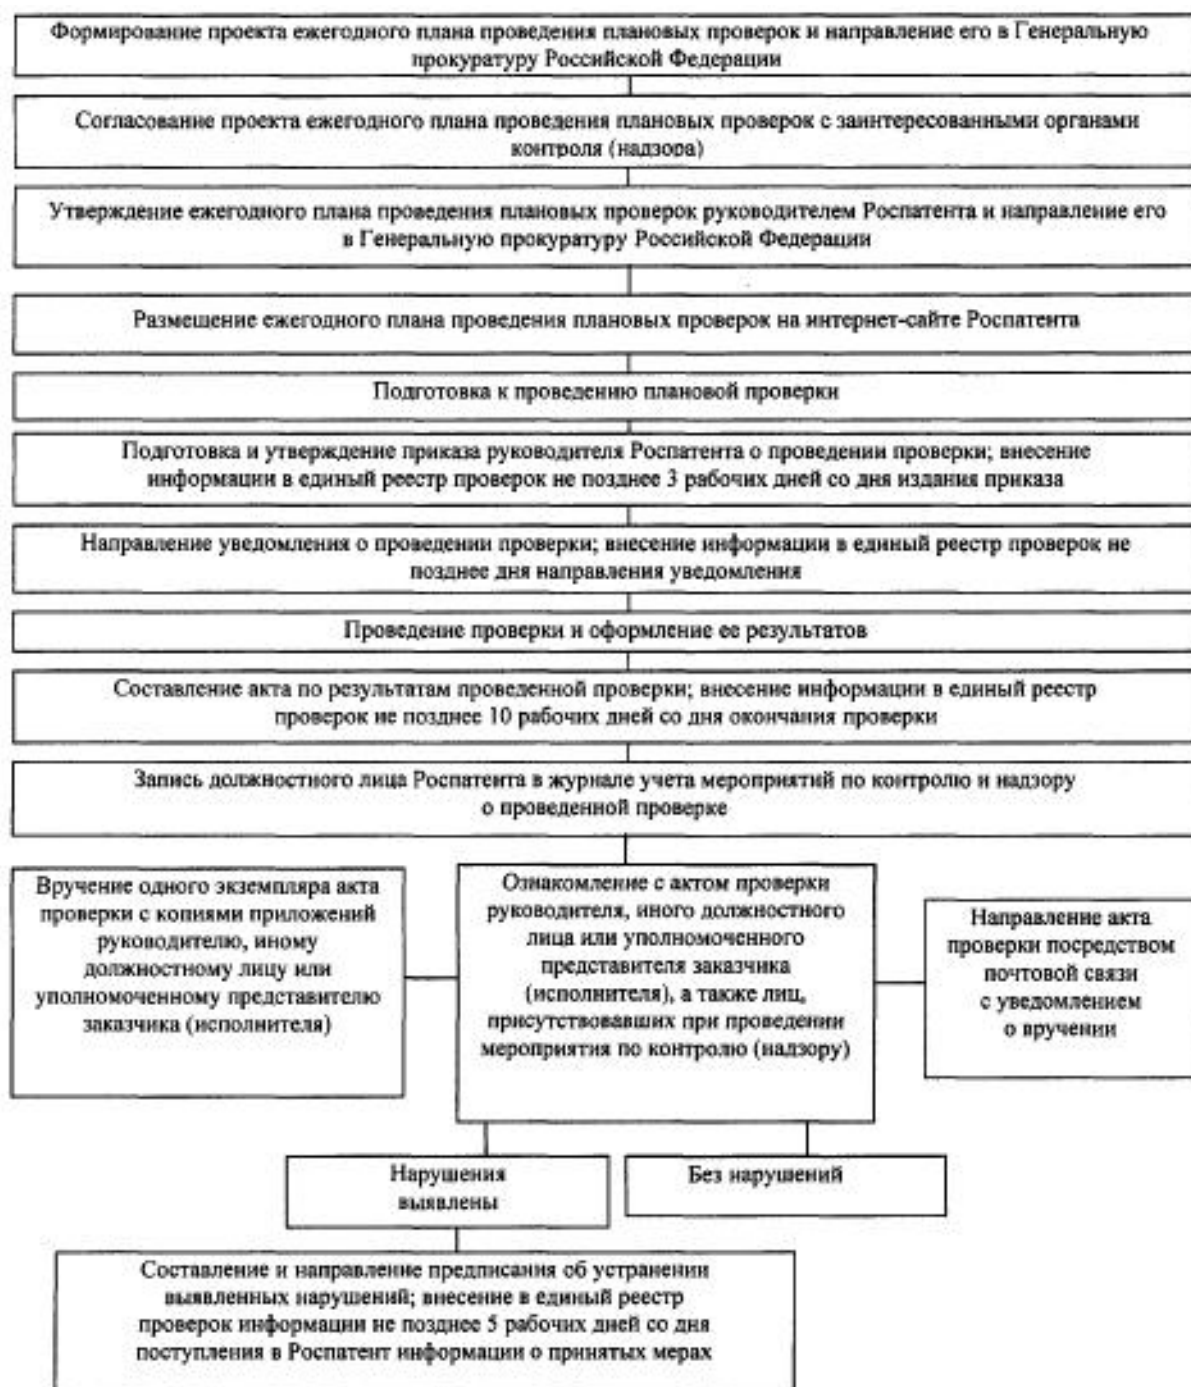 Формирование проекта ежегодного плана проведения плановых проверок и направление его в Генеральную
прокуратуру Российской Федерации
Согласование проекта ежегодного плана проведения плановых проверок с заинтересованными органами
контроля (надзора)
Утверждение ежегодного плана проведения плановых проверок руководителем Роспатента и направление его
в Генеральную прокуратуру Российской Федерации
Размещение ежегодного плана проведения плановых проверок на интернет-сайте Роспатента
Подготовка к проведению плановой проверки
Подготовка и утверждение приказа руководителя Роспатента о проведении проверки; внесение
информации в единый реестр проверок не позднее 3 рабочих дней со дня издания приказа
Направление уведомления о проведении проверки; внесение информации в единый реестр проверок не
позднее дня направления уведомления
Проведение проверки и оформление ее результатов
Составление акта по результатам проведенной проверки; внесение информации в единый реестр
проверок не позднее 10 рабочих дней со дня окончания проверки
Запись должностного лица Роспатента в журнале учета мероприятий по контролю и надзору
о проведенной проверке
Вручение одного экземпляра акта
проверки с копиями приложений
руководителю, иному
должностному лицу или
уполномоченному представителю
заказчика (исполнителя)
Ознакомление с актом проверки
руководителя, иного должностного
лица или уполномоченного
представителя заказчика
(исполнителя), а также лиц,
присутствовавших при проведении
мероприятия по контролю (надзору)
Направление акта
проверки посредством
почтовой связи
с уведомлением
о вручении
Нарушения
выявлены
Без нарушений
Составление и направление предписания об устранении
выявленных нарушений; внесение в единый реестр
проверок информации не позднее 5 рабочих дней со дня
поступления в Роспатент информации о принятых мерах